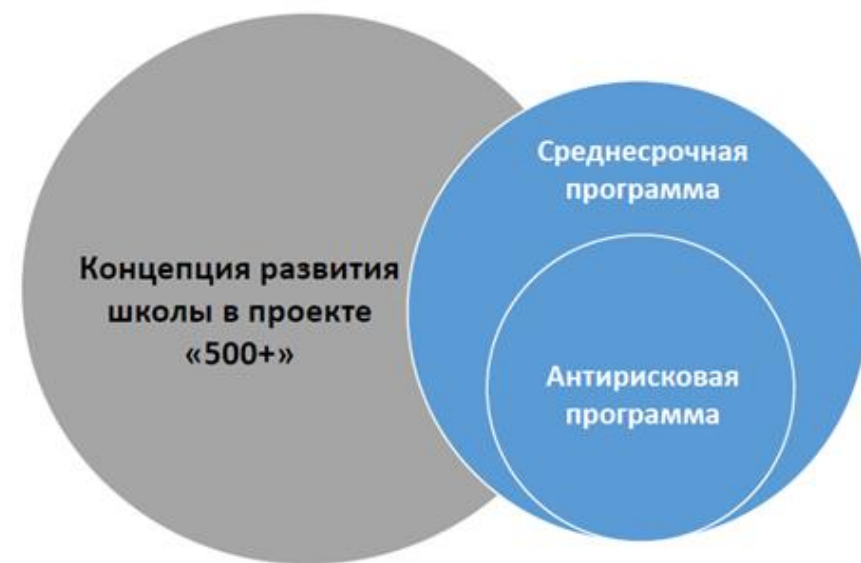 Концепция развития
школы в проекте
«500+»
Среднесрочная
программа
Антирисковая
программа